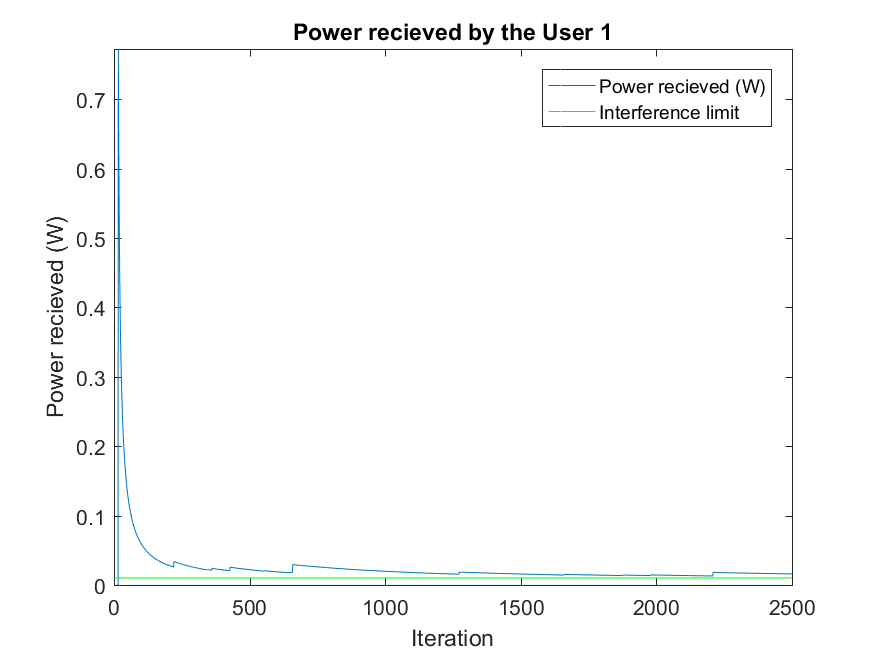 Power recieved by the User 1
Power recieved (W)
Interference limit
0.7
0.6
0.5
0.4
0.3
0.2
0.1
0
Power recieved (W)
0 500 1000 1500 2000 2500
Iteration